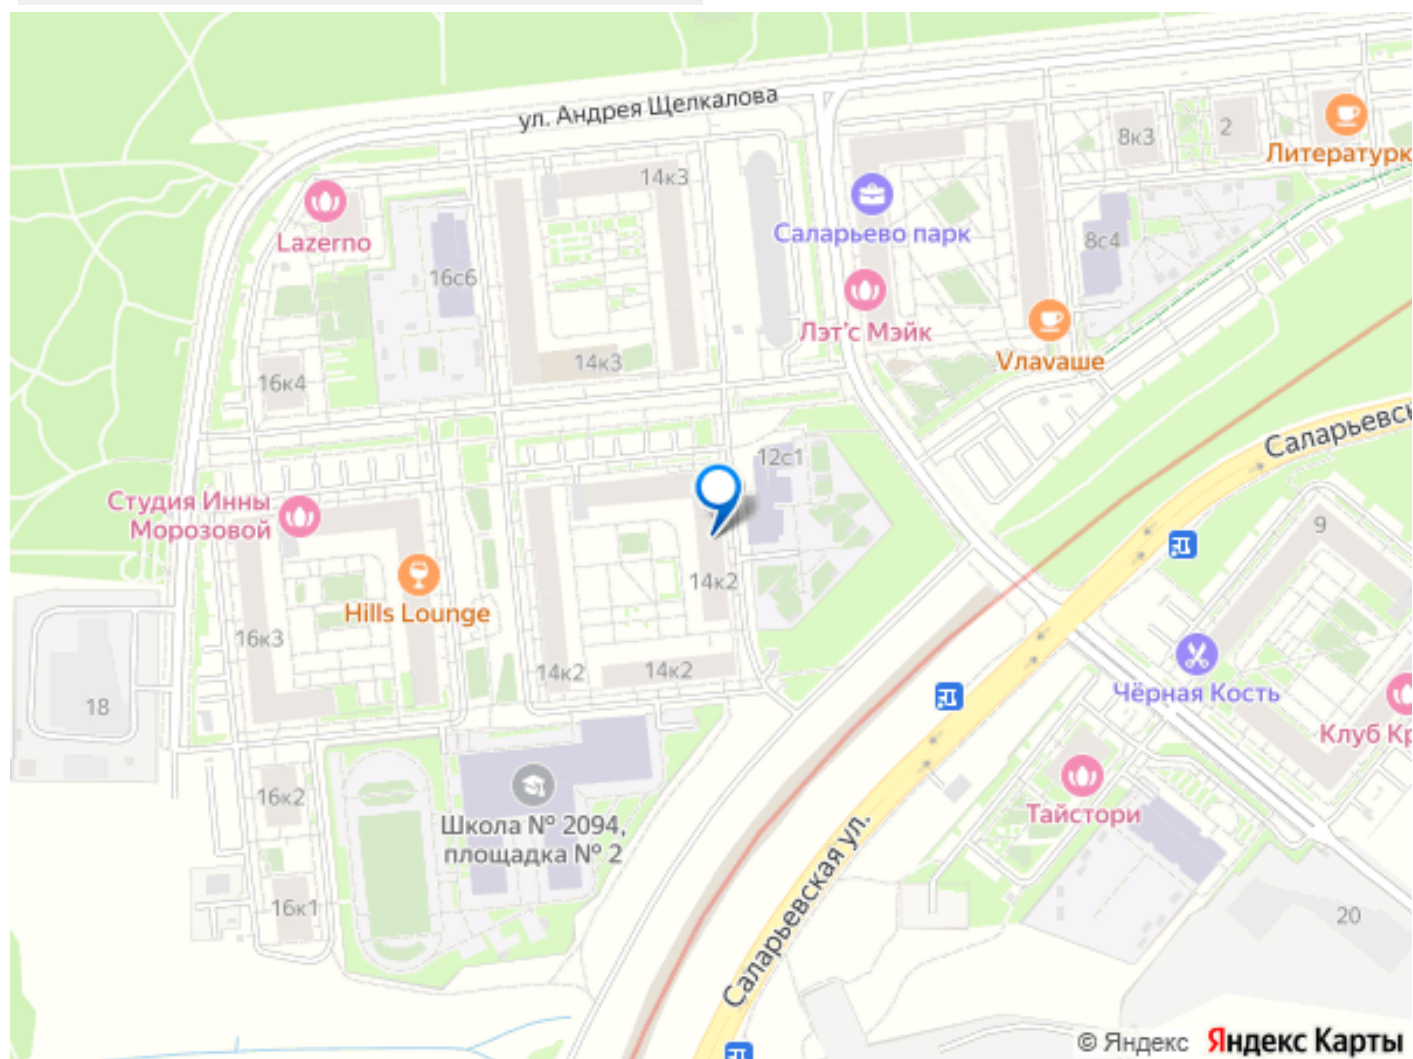 ул. Андрея Щелкалова
14к3
8к3
2
Литературк
Lazerno
Саларьево парк
8с4
16с6
Лэт'с Мэйк
Vлаvаше
14к3
16к4
Саларьевс
12с1
Студия Инны
Морозовой
9
14к2
Hills Lounge
16к3
14к2
14к2
Чёрная Кость
18
Клуб Кр
16к2
Школа № 2094,
площадка № 2
Тайстори
Саларьевская ул.
16к1
20
© Яндекс Яндекс Карты